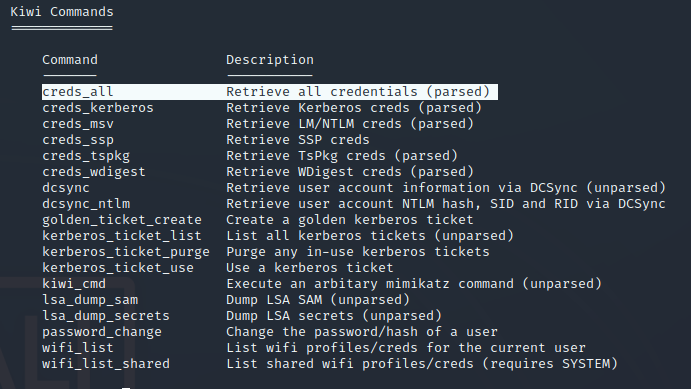 Kiwi Commands
=============
Command Description
------- -----------
creds_all Retrieve all credentials (parsed)
creds_kerberos Retrieve Kerberos creds (parsed)
creds_msv Retrieve LM/NTLM creds (parsed)
creds_ssp Retrieve SSP creds
creds_tspkg Retrieve TsPkg creds (parsed)
creds_wdigest Retrieve WDigest creds (parsed)
dcsync Retrieve user account information via DCSync (unparsed)
dcsync_ntlm Retrieve user account NTLM hash, SID and RID via DCSync
golden_ticket_create Create a golden kerberos ticket
kerberos_ticket_list List all kerberos tickets (unparsed)
kerberos_ticket_purge Purge any in-use kerberos tickets
kerberos_ticket_use Use a kerberos ticket
kiwi_cmd Execute an arbitary mimikatz command (unparsed)
lsa_dump_sam Dump LSA SAM (unparsed)
lsa_dump_secrets Dump LSA secrets (unparsed)
password_change Change the password/hash of a user
wifi_list List wifi profiles/creds for the current user
wifi_list_shared List shared wifi profiles/creds (requires SYSTEM)